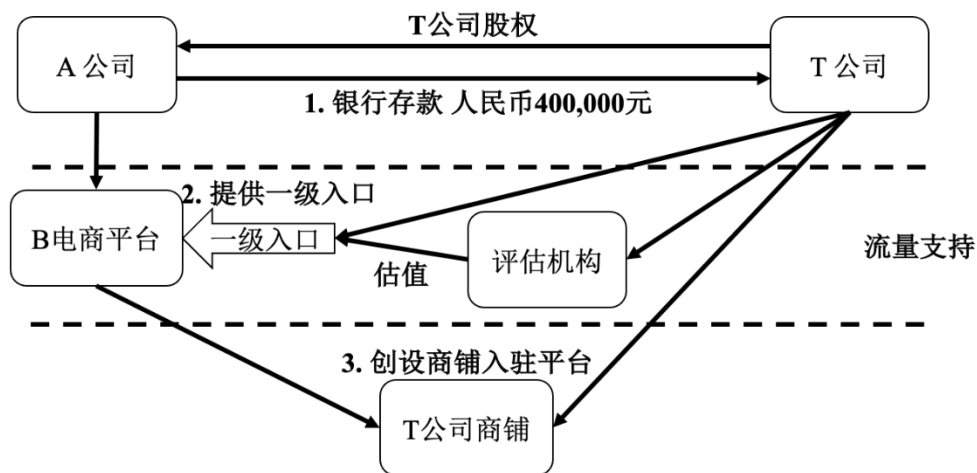 T公司股权
A 公司
T 公司
1. 银行存款 人民币400,000元
2. 提供一级入口
B电商平台
一级入口
评估机构
流量支持
估值
3. 创设商铺入驻平台
T公司商铺